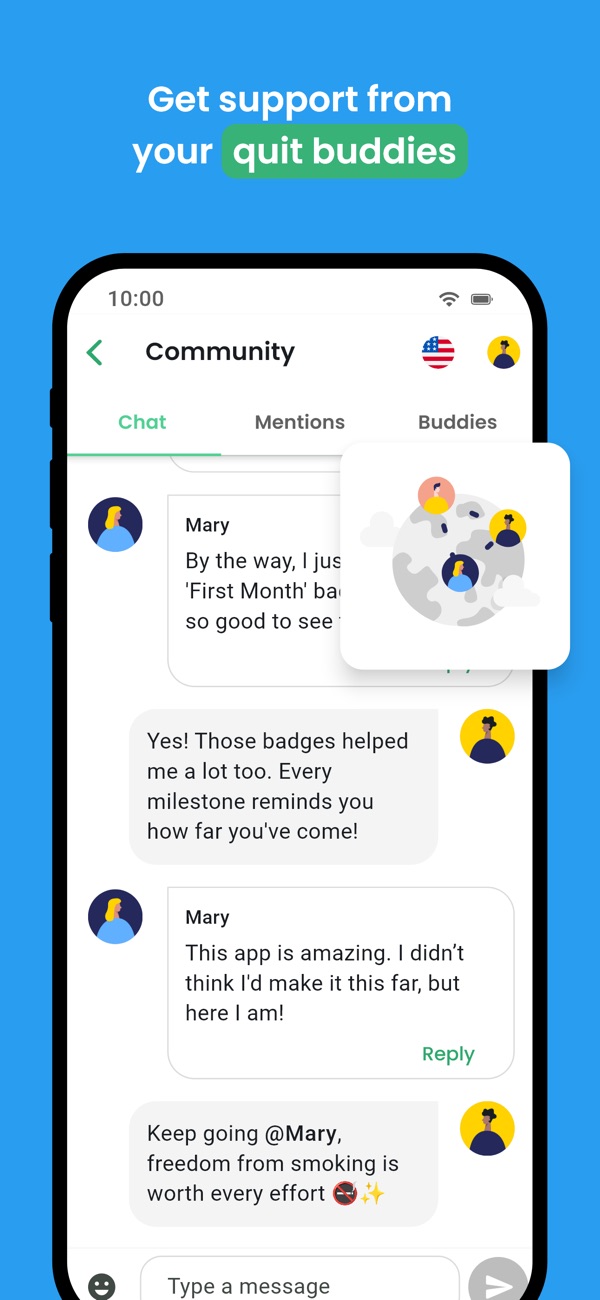 Get support from
your quit buddies
10:00
Community
Chat
Mentions
Buddies
Mary
By the way, I jus
'First Month'
so good to see
Yes! Those badges helped
me a lot too. Every
milestone reminds you
how far you've come!
Mary
This app is amazing. I didn’t
think I'd make it this far, but
here I am!
Reply
Keep going @Mary,
freedom from smoking is
worth every effort 🚭✨
Type a message